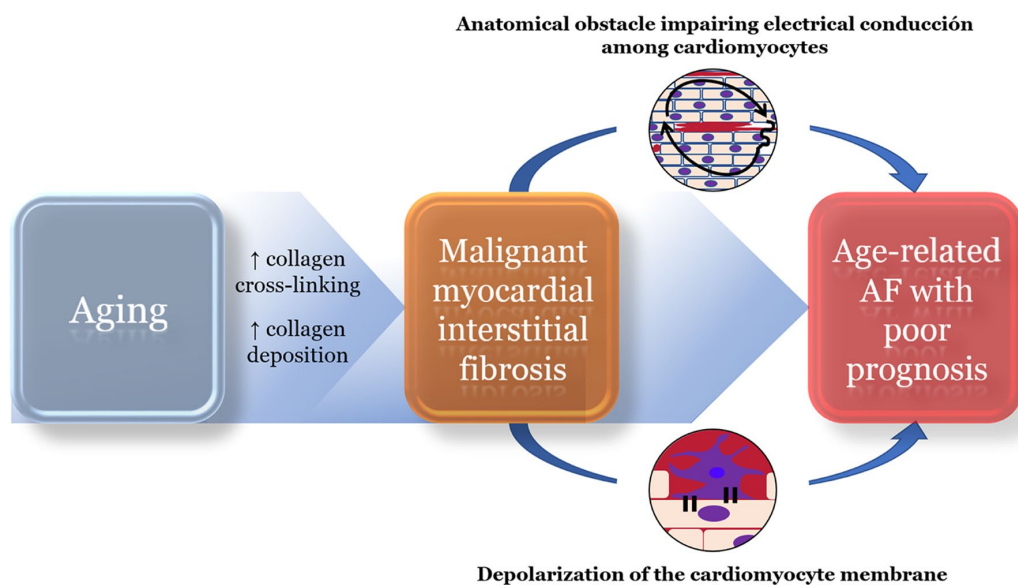 Anatomical obstacle impairing electrical conducción
among cardiomyocytes
Aging
↑ collagen
cross-linking
↑ collagen
deposition
Malignant
myocardial
interstitial
fibrosis
Age-related
AF with
poor
prognosis
Depolarization of the cardiomyocyte membrane